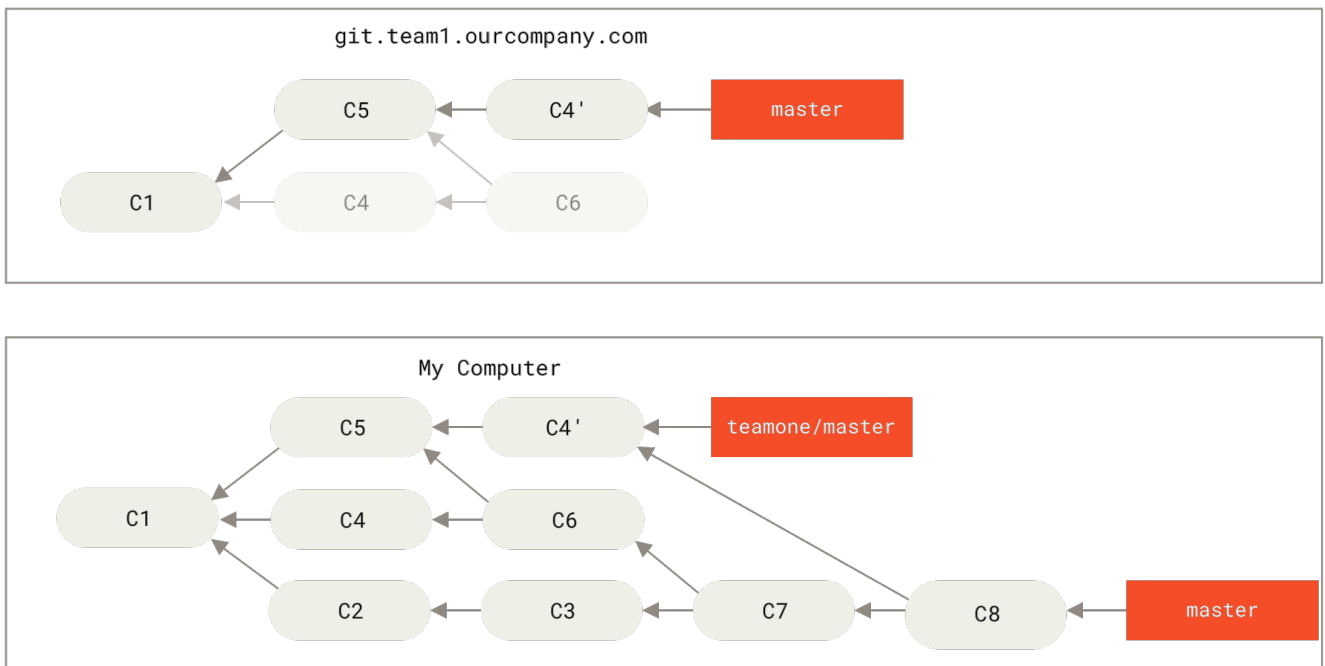 git.team1.ourcompany.com
C5 C4' master
C1 C4 C6
My Computer
C5 C4' teamone/master
C1 C4 C6
C2 C3 C7 C8 master